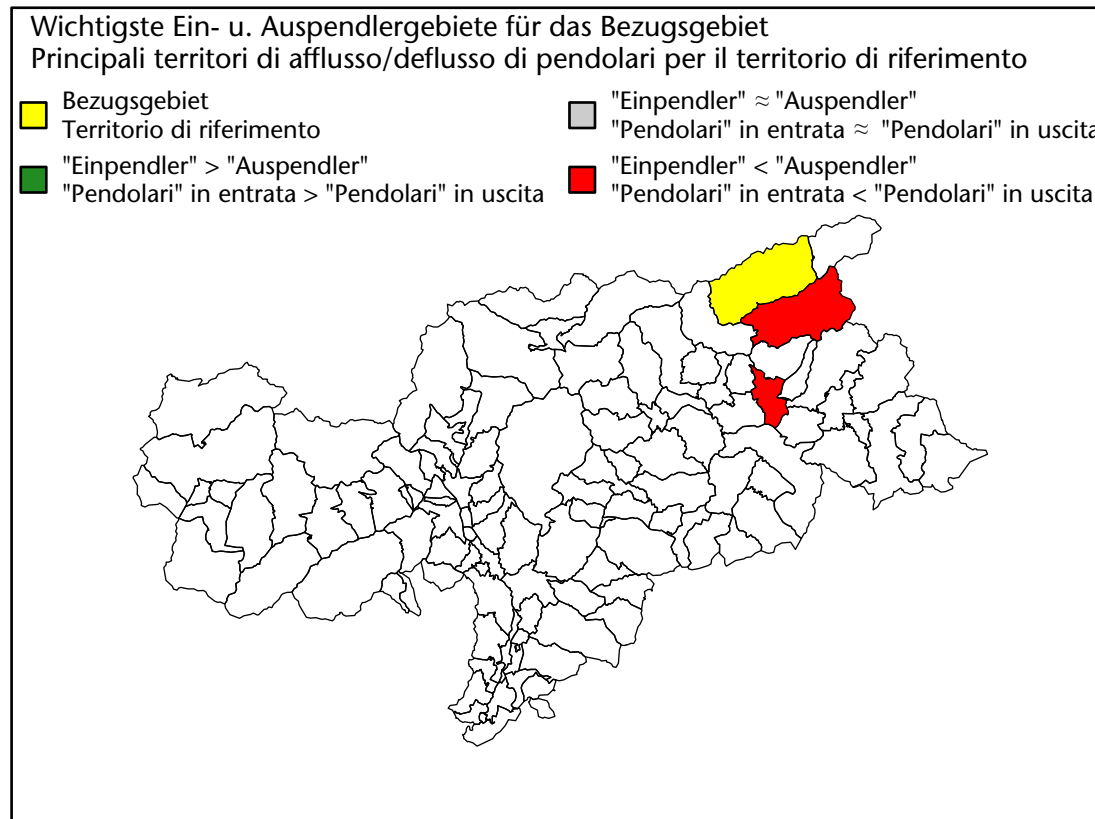 Wichtigste Ein- u. Auspendlergebiete für das Bezugsgebiet
Principali territori di afflusso/deflusso di pendolari per il territorio di riferimento
Bezugsgebiet
Territorio di riferimento
"Einpendler" > "Auspendler"
"Pendolari" in entrata > "Pendolari" in uscita
"Einpendler" ≈ "Auspendler"
"Pendolari" in entrata ≈ "Pendolari" in uscita
"Einpendler" < "Auspendler"
"Pendolari" in entrata < "Pendolari" in uscita